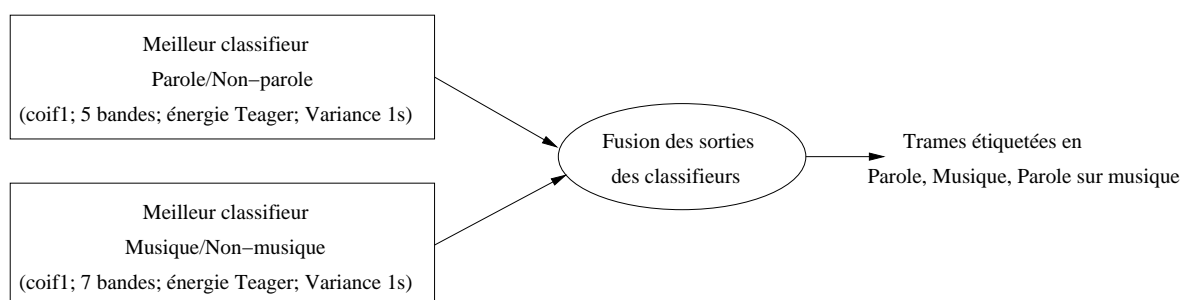 Meilleur classifieur
Parole/Non−parole
(coif1; 5 bandes; énergie Teager; Variance 1s)
Meilleur classifieur
Musique/Non−musique
(coif1; 7 bandes; énergie Teager; Variance 1s)
Fusion des sorties
des classifieurs
Trames étiquetées en
Parole, Musique, Parole sur musique